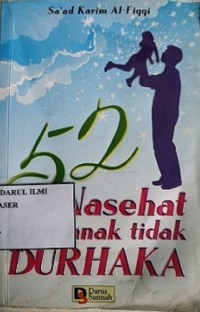 Sa'ad Karim Al-Fiqqi
52
Nasehat
anak tidak
DURHAKA
DARUL ILMI
ASER
Darus
Sunnah